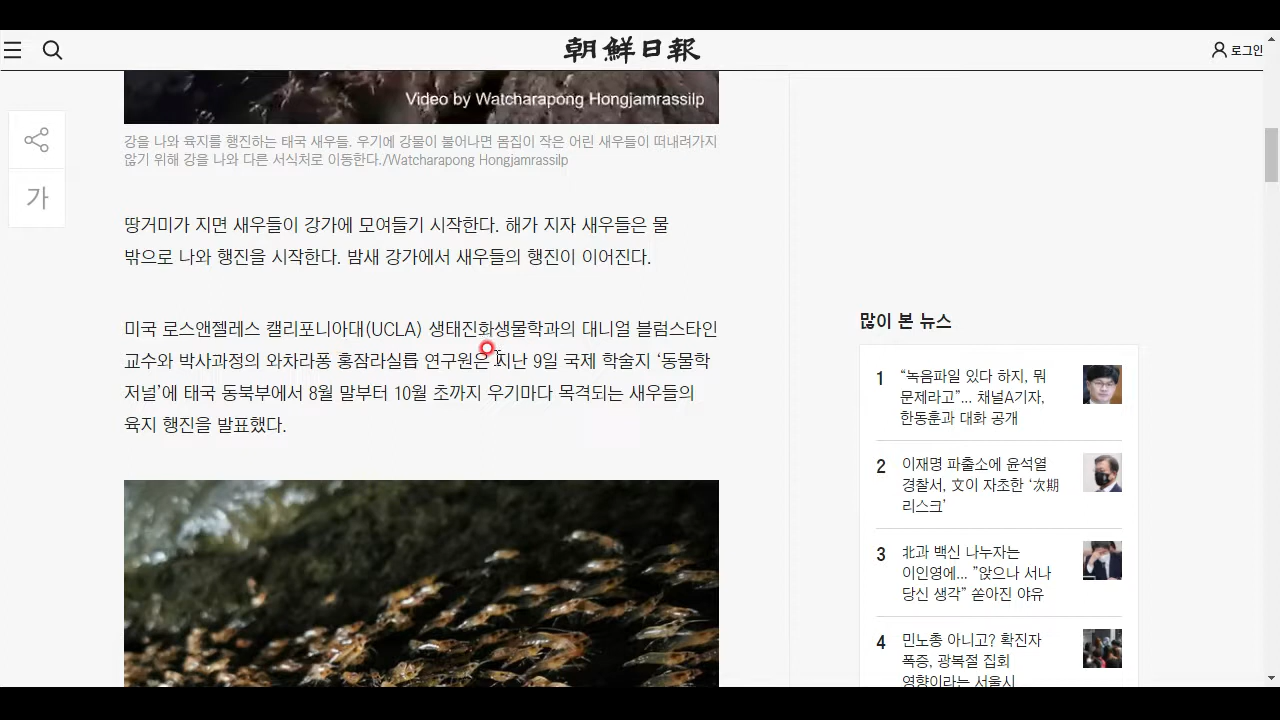 朝鮮日報
로그인
Video by Watcharapong Hongjamrassilp
강을 나와 육지를 행진하는 태국 새우들. 우기에 강물이 불어나면 몸집이 작은 어린 새우들이 떠내려가지
않기 위해 강을 나와 다른 서식처로 이동한다./Watcharapong Hongjamrassilp
가
땅거미가 지면 새우들이 강가에 모여들기 시작한다. 해가 지자 새우들은 물
밖으로 나와 행진을 시작한다. 밤새 강가에서 새우들의 행진이 이어진다.
미국 로스앤젤레스 캘리포니아대(UCLA) 생태진화생물학과의 대니얼 블럼스타인
교수와 박사과정의 와차라퐁 홍잠라실릅 연구원은 지난 9일 국제 학술지 ‘동물학
저널’에 태국 동북부에서 8월 말부터 10월 초까지 우기마다 목격되는 새우들의
육지 행진을 발표했다.
많이 본 뉴스
1
“녹음파일 있다 하지, 뭐
문제라고”... 채널A기자,
한동훈과 대화 공개
2
이재명 파출소에 윤석열
경찰서, 文이 자초한 ‘次期
리스크’
3
北과 백신 나누자는
이인영에... ”앉으나 서나
당신 생각” 쏟아진 야유
4
민노총 아니고? 확진자
폭증, 광복절 집회
영향이라는 서울시